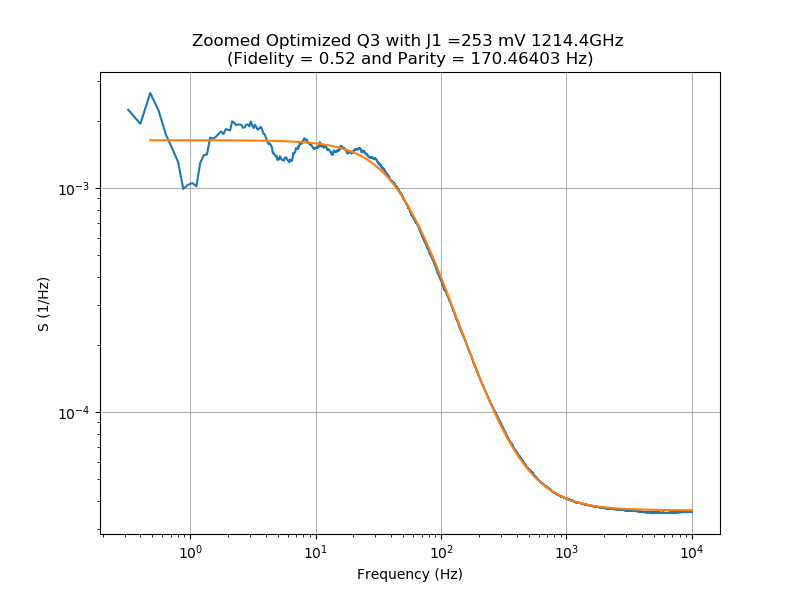 Zoomed Optimized Q3 with J1 =253 mV 1214.4GHz
(Fidelity = 0.52 and Parity = 170.46403 Hz)
S (1/Hz)
10⁻³
10⁻⁴
10⁰ 10¹ 10² 10³ 10⁴
Frequency (Hz)